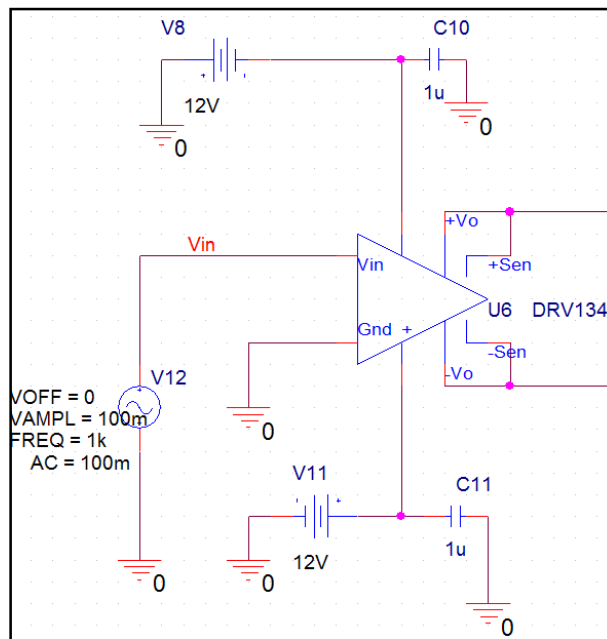 V8
C10
12V
1u
0
0
Vin
+Vo
Vin
+Sen
U6
DRV134
Gnd
+
-Sen
-Vo
V12
VOFF = 0
VAMPL = 100m
FREQ = 1k
AC = 100m
0
V11
C11
12V
1u
0
0
0